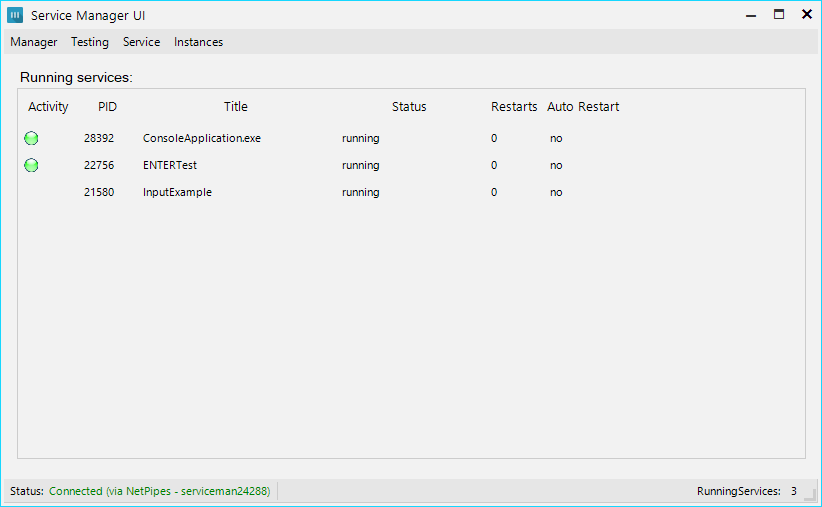 Service Manager UI
Manager Testing Service Instances
Running services:
Activity PID Title Status Restarts Auto Restart
28392 ConsoleApplication.exe running 0 no
22756 ENTERTest running 0 no
21580 InputExample running 0 no
Status: Connected (via NetPipes - serviceman24288) RunningServices: 3